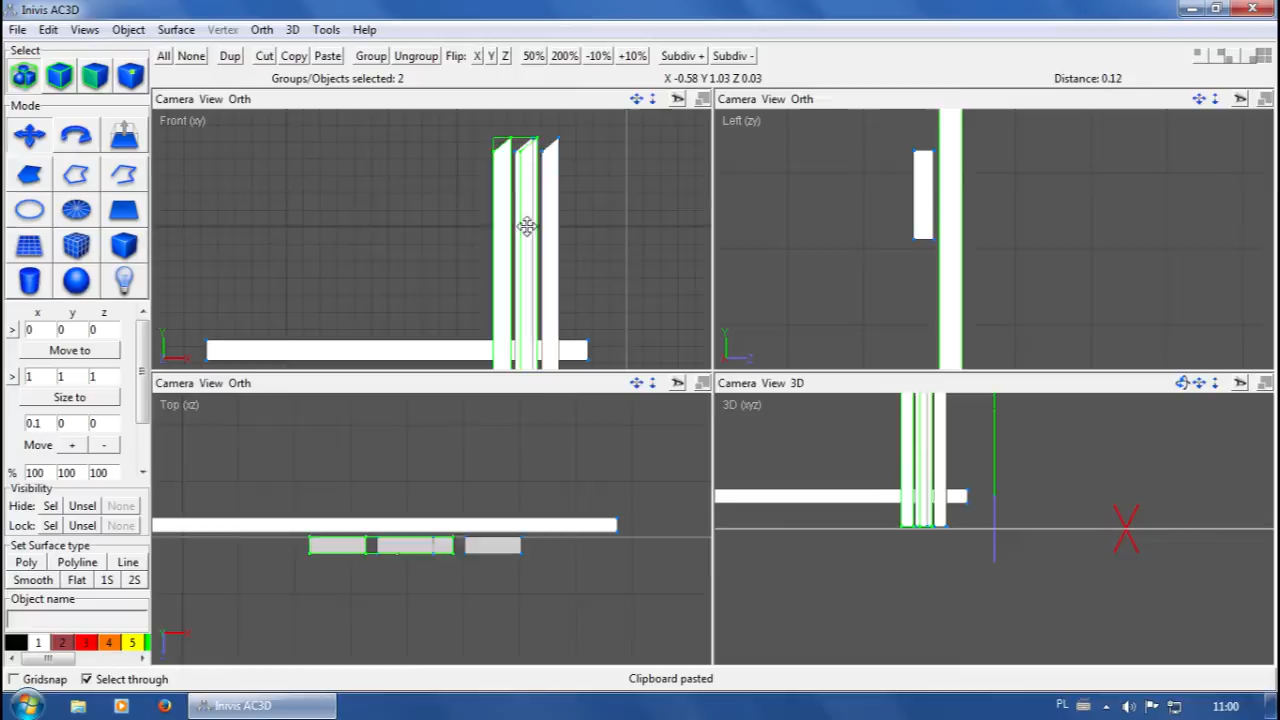 Inivis AC3D
File Edit Views Object Surface Vertex Orth 3D Tools Help
Select
All None Dup Cut Copy Paste Group Ungroup Flip: X Y Z 50% 200% -10% +10% Subdiv + Subdiv -
Groups/Objects selected: 2 X -0.58 Y 1.03 Z 0.03 Distance: 0.12
Camera View Orth
Front (xy)
Camera View Orth
Left (zy)
Mode
x y z
> 0 0 0
Move to
> 1 1 1
Size to
0.1 0 0
Move + -
% 100 100 100
Visibility
Hide: Sel Unsel None
Lock: Sel Unsel None
Set Surface type
Poly Polyline Line
Smooth Flat 1S 2S
Object name
1 2 3 4 5
Camera View Orth
Top (xz)
Camera View 3D
3D (xyz)
Gridsnap Select through Clipboard pasted
Inivis AC3D PL 11:00